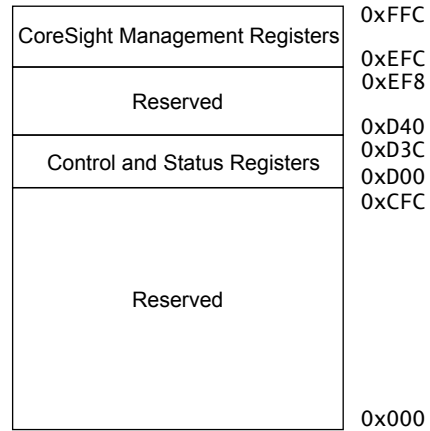 0xFFC
CoreSight Management Registers
0xEFC
0xEF8
Reserved
0xD40
0xD3C
Control and Status Registers
0xD00
0xCFC
Reserved
0x000